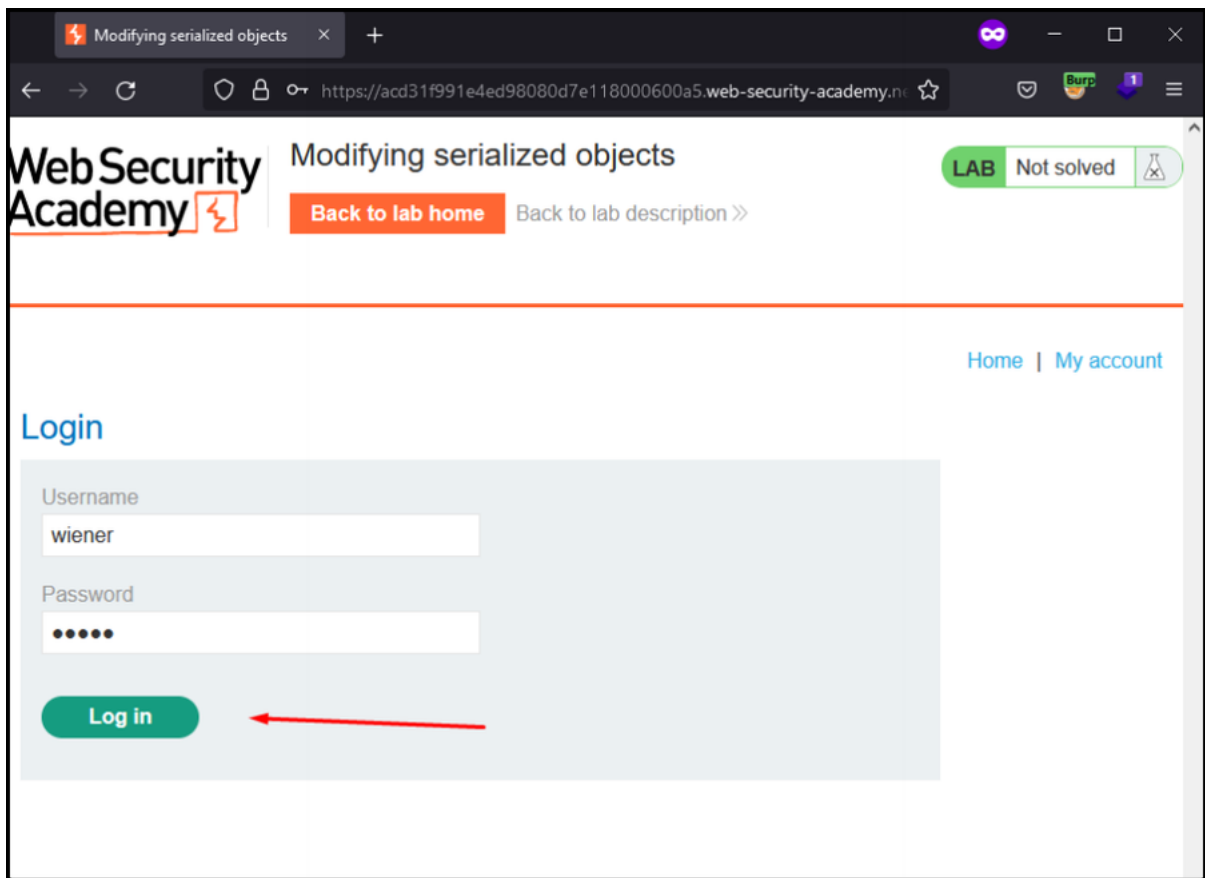 Modifying serialized objects
https://acd31f991e4ed98080d7e118000600a5.web-security-academy.ne
Burp
1
Web Security
Academy
Modifying serialized objects
LAB Not solved
Back to lab home Back to lab description
Home | My account
Login
Username
wiener
Password
•••••
Log in